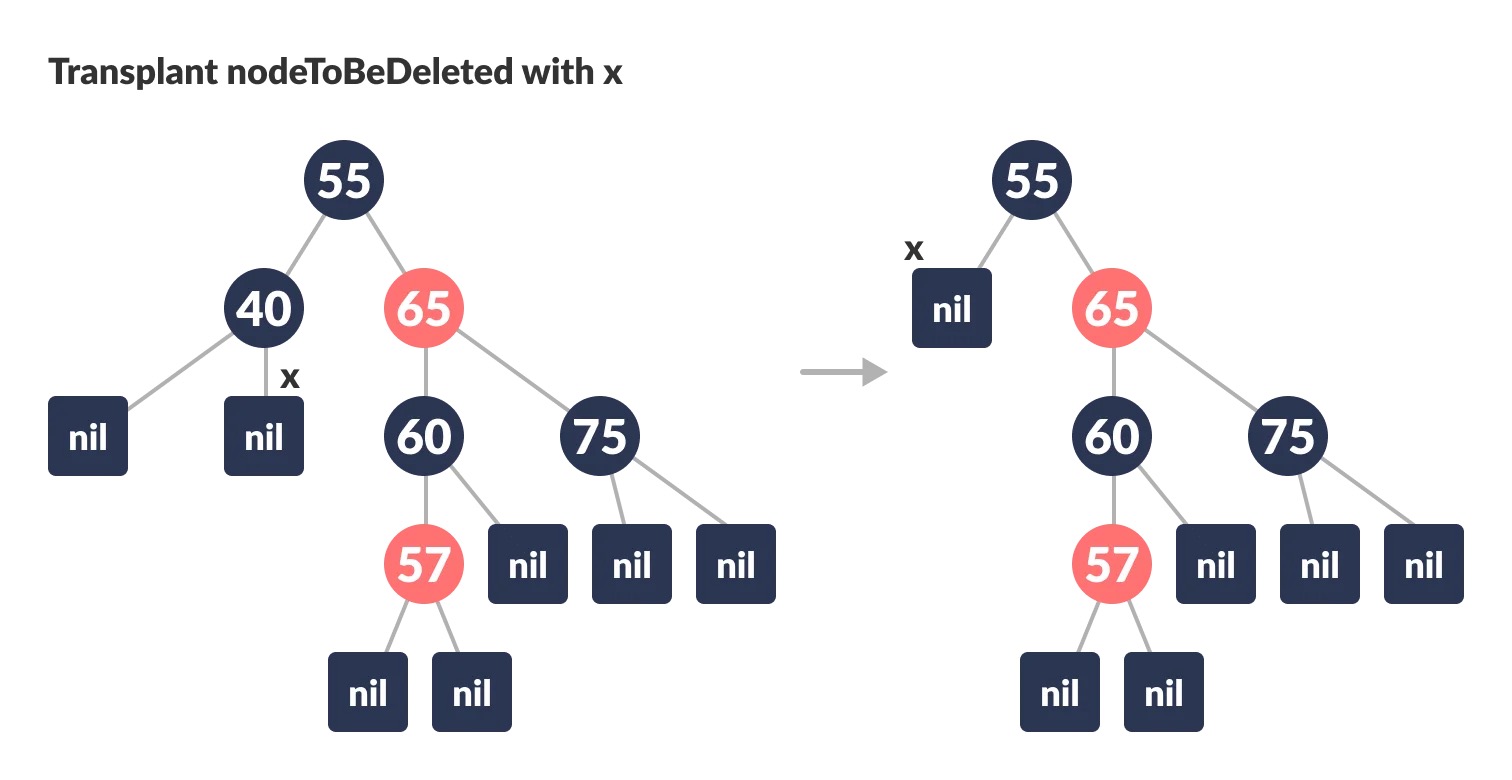 Transplant nodeToBeDeleted with x
55 55
x
40 65 nil 65
x
nil nil 60 75 60 75
57 nil nil nil 57 nil nil nil
nil nil nil nil